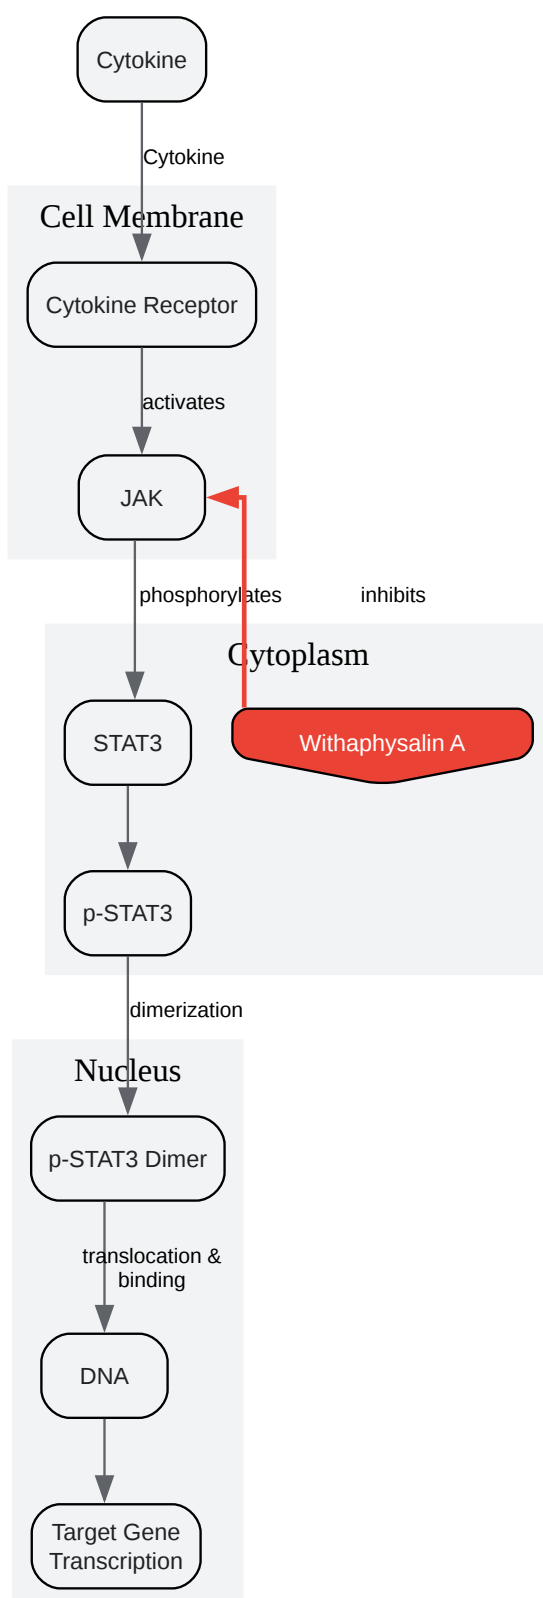 Cytokine
Cytokine
Cell Membrane
Cytokine Receptor
activates
JAK
phosphorylates
inhibits
Cytoplasm
STAT3
Withaphysalin A
p-STAT3
dimerization
Nucleus
p-STAT3 Dimer
translocation &
binding
DNA
Target Gene
Transcription